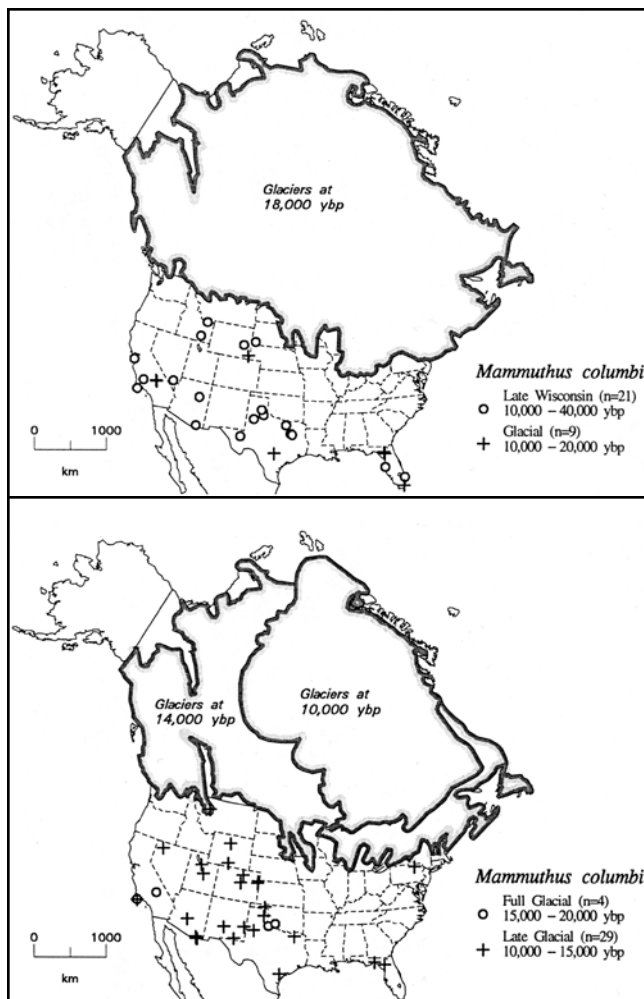 Glaciers at
18,000 ybp
Mammuthus columbi
Late Wisconsin (n=21)
10,000 – 40,000 ybp
Glacial (n=9)
10,000 – 20,000 ybp
0 1000
km
Glaciers at
14,000 ybp
Glaciers at
10,000 ybp
Mammuthus columbi
Full Glacial (n=4)
15,000 – 20,000 ybp
Late Glacial (n=29)
10,000 – 15,000 ybp
0 1000
km